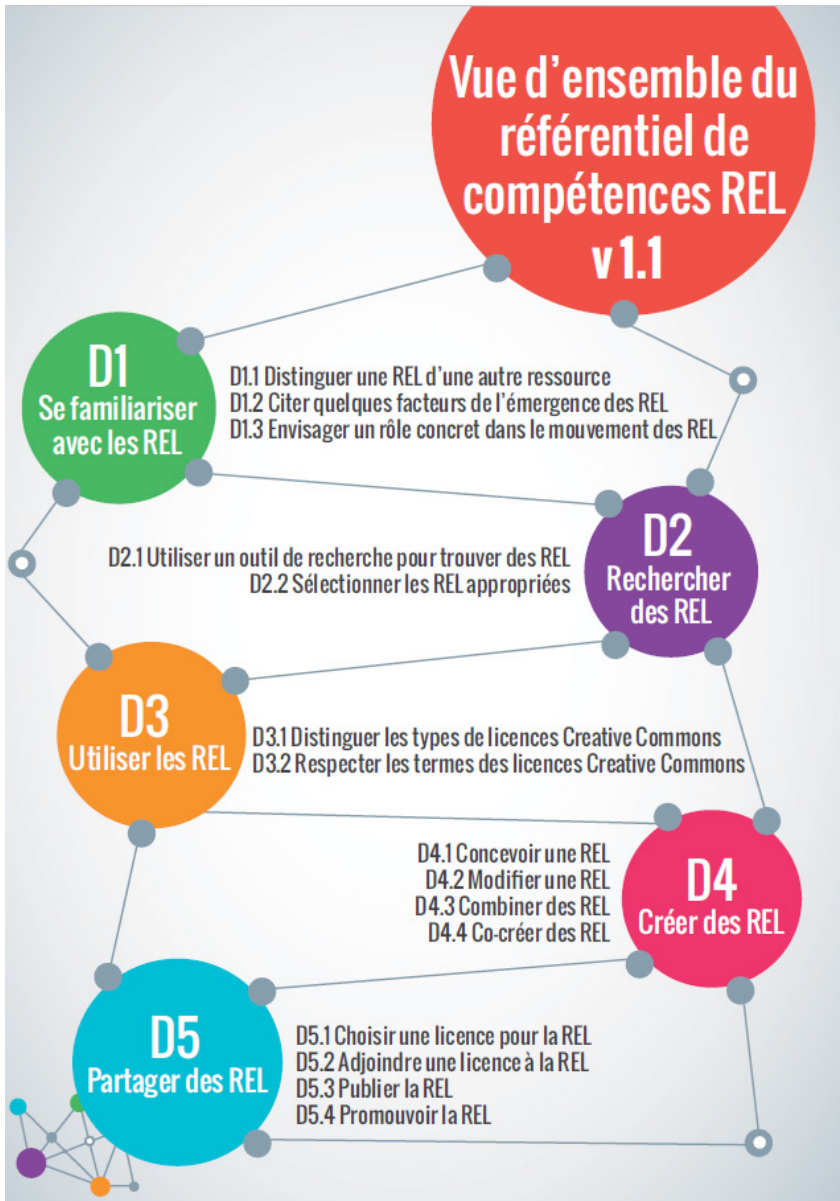 Vue d'ensemble du
référentiel de
compétences REL
v 1.1
D1
Se familiariser
avec les REL
D1.1 Distinguer une REL d'une autre ressource
D1.2 Citer quelques facteurs de l'émergence des REL
D1.3 Envisager un rôle concret dans le mouvement des REL
D2
Rechercher
des REL
D2.1 Utiliser un outil de recherche pour trouver des REL
D2.2 Sélectionner les REL appropriées
D3
Utiliser les REL
D3.1 Distinguer les types de licences Creative Commons
D3.2 Respecter les termes des licences Creative Commons
D4
Créer des REL
D4.1 Concevoir une REL
D4.2 Modifier une REL
D4.3 Combiner des REL
D4.4 Co-créer des REL
D5
Partager des REL
D5.1 Choisir une licence pour la REL
D5.2 Adjoindre une licence à la REL
D5.3 Publier la REL
D5.4 Promouvoir la REL